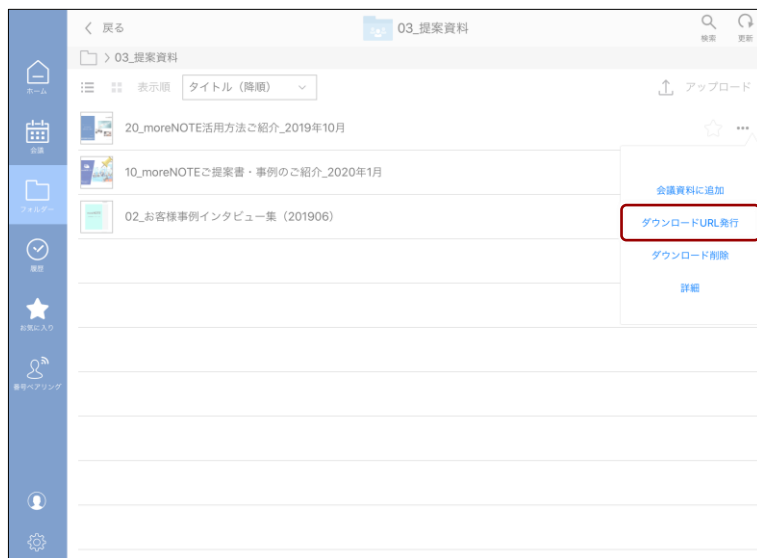 戻る
03_提案資料
検索
更新
> 03_提案資料
表示順
タイトル（降順）
アップロード
20_moreNOTE活用方法ご紹介_2019年10月
10_moreNOTEご提案書・事例のご紹介_2020年1月
02_お客様事例インタビュー集（201906）
会議資料に追加
ダウンロードURL発行
ダウンロード削除
詳細
ホーム
会議
フォルダー
履歴
お気に入り
番号ペアリング